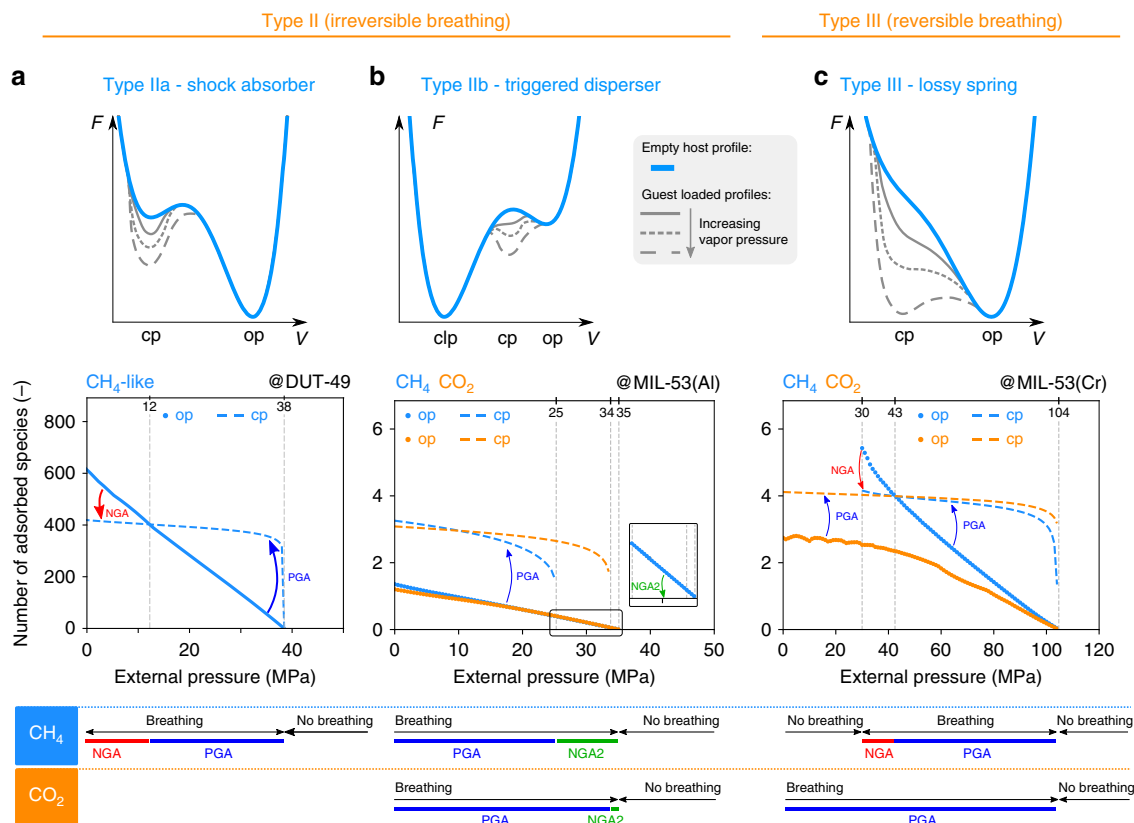 Type II (irreversible breathing)
Type III (reversible breathing)
a
Type IIa - shock absorber
F
cp
op
V
b
Type IIb - triggered disperser
F
clp
cp
op
V
Empty host profile:
Guest loaded profiles:
Increasing
vapor pressure
c
Type III - lossy spring
F
cp
op
V
Number of adsorbed species (–)
CH4-like
@DUT-49
12
38
op
cp
800
600
400
200
0
NGA
PGA
0
20
40
External pressure (MPa)
CH4 CO2
@MIL-53(Al)
25
34
35
op
cp
op
cp
6
4
2
0
PGA
NGA2
0
10
20
30
40
50
External pressure (MPa)
CH4 CO2
@MIL-53(Cr)
30
43
104
op
cp
op
cp
6
4
2
0
NGA
PGA
PGA
0
20
40
60
80
100
120
External pressure (MPa)
CH4
Breathing
No breathing
NGA
PGA
Breathing
No breathing
PGA
NGA2
No breathing
Breathing
No breathing
NGA
PGA
CO2
Breathing
No breathing
PGA
NGA2
Breathing
No breathing
PGA